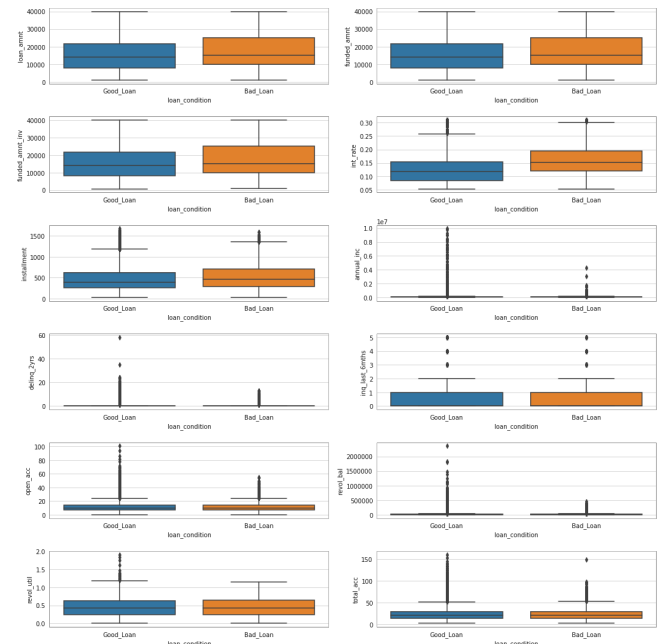 40000
30000
20000
10000
0
loan_amnt
Good_Loan Bad_Loan
loan_condition
40000
30000
20000
10000
0
funded_amnt
Good_Loan Bad_Loan
loan_condition
40000
30000
20000
10000
0
funded_amnt_inv
Good_Loan Bad_Loan
loan_condition
0.30
0.25
0.20
0.15
0.10
0.05
int_rate
Good_Loan Bad_Loan
loan_condition
1500
1000
500
0
installment
Good_Loan Bad_Loan
loan_condition
1e7
1.0
0.8
0.6
0.4
0.2
0.0
annual_inc
Good_Loan Bad_Loan
loan_condition
60
40
20
0
delinq_2yrs
Good_Loan Bad_Loan
loan_condition
5
4
3
2
1
0
inq_last_6mths
Good_Loan Bad_Loan
loan_condition
100
80
60
40
20
0
open_acc
Good_Loan Bad_Loan
loan_condition
2000000
1500000
1000000
500000
0
revol_bal
Good_Loan Bad_Loan
loan_condition
2.0
1.5
1.0
0.5
0.0
revol_util
Good_Loan Bad_Loan
loan_condition
150
100
50
0
total_acc
Good_Loan Bad_Loan
loan_condition